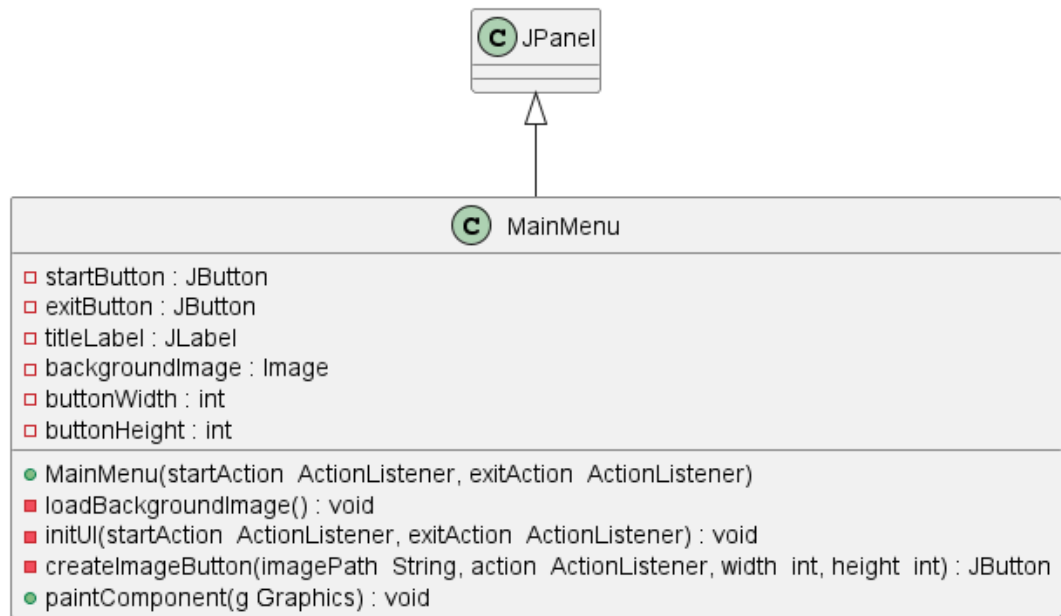 C JPanel
C MainMenu
startButton : JButton
exitButton : JButton
titleLabel : JLabel
backgroundImage : Image
buttonWidth : int
buttonHeight : int
MainMenu(startAction ActionListener, exitAction ActionListener)
loadBackgroundImage() : void
initUI(startAction ActionListener, exitAction ActionListener) : void
createImageButton(imagePath String, action ActionListener, width int, height int) : JButton
paintComponent(g Graphics) : void